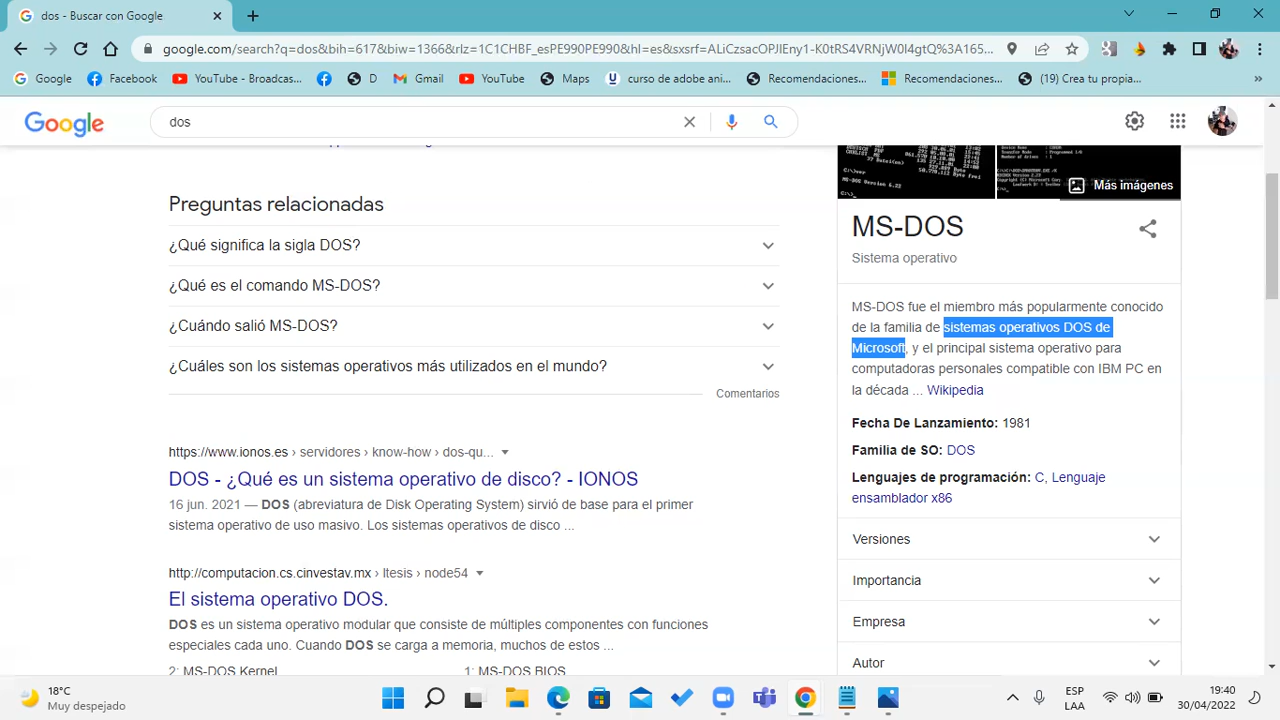 dos - Buscar con Google
google.com/search?q=dos&bih=617&biw=1366&rlz=1C1CHBF_esPE990PE990&hl=es&sxsrf=ALiCzsacOPJIEny1-K0tRS4VRNjW0l4gtQ%3A165...
Google Facebook YouTube - Broadcas... D Gmail YouTube Maps curso de adobe ani... Recomendaciones... Recomendaciones... (19) Crea tu propia... »
Google dos
Más imágenes
Preguntas relacionadas
¿Qué significa la sigla DOS?
¿Qué es el comando MS-DOS?
¿Cuándo salió MS-DOS?
¿Cuáles son los sistemas operativos más utilizados en el mundo?
Comentarios
https://www.ionos.es › servidores › know-how › dos-qu...
DOS - ¿Qué es un sistema operativo de disco? - IONOS
16 jun. 2021 — DOS (abreviatura de Disk Operating System) sirvió de base para el primer
sistema operativo de uso masivo. Los sistemas operativos de disco ...
http://computacion.cs.cinvestav.mx › ltesis › node54
El sistema operativo DOS.
DOS es un sistema operativo modular que consiste de múltiples componentes con funciones
especiales cada uno. Cuando DOS se carga a memoria, muchos de estos ...
2: MS-DOS Kernel 1: MS-DOS BIOS
MS-DOS
Sistema operativo
MS-DOS fue el miembro más popularmente conocido
de la familia de sistemas operativos DOS de
Microsoft, y el principal sistema operativo para
computadoras personales compatible con IBM PC en
la década ... Wikipedia
Fecha De Lanzamiento: 1981
Familia de SO: DOS
Lenguajes de programación: C, Lenguaje
ensamblador x86
Versiones
Importancia
Empresa
Autor
18°C
Muy despejado
ESP
LAA
19:40
30/04/2022